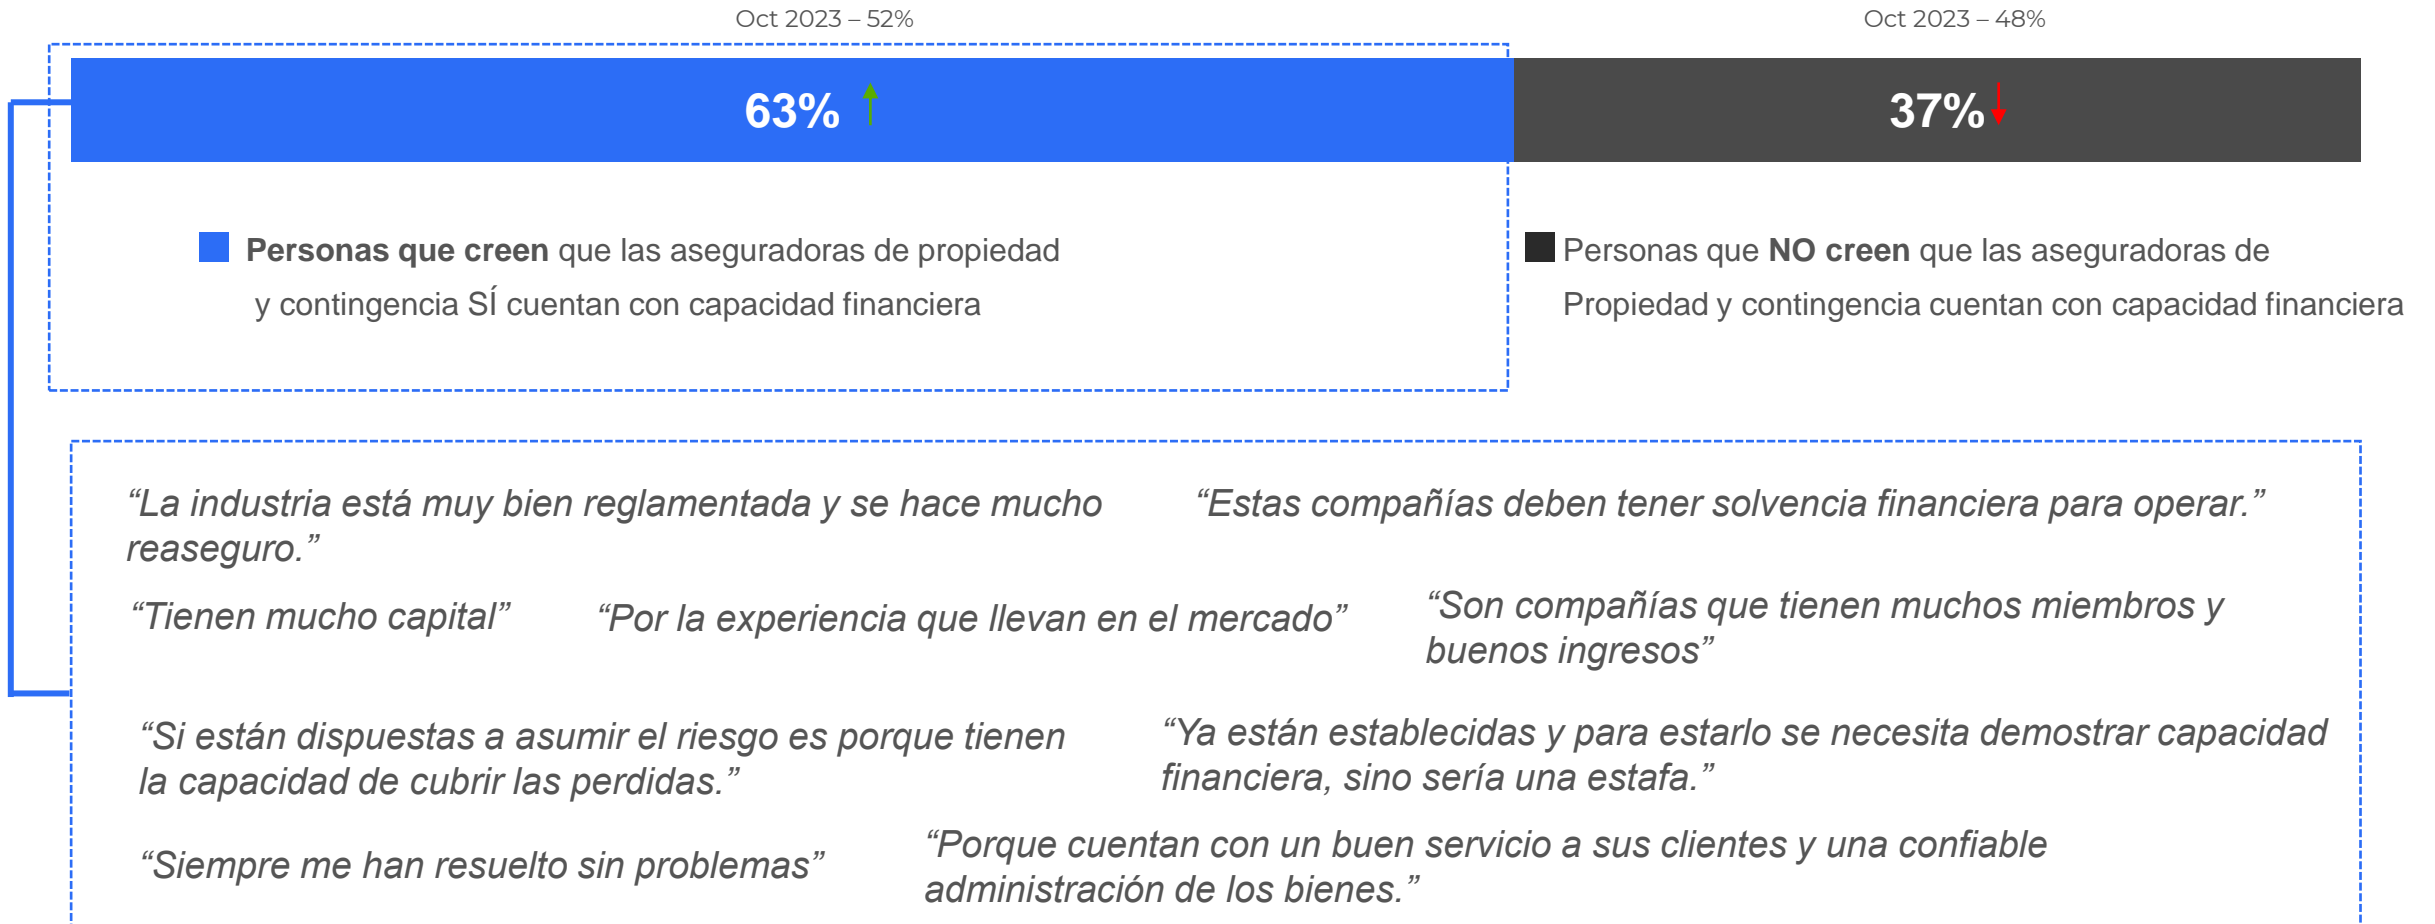 Oct 2023 – 52%
Oct 2023 – 48%
63%
37%
Personas que creen que las aseguradoras de propiedad
y contingencia SÍ cuentan con capacidad financiera
Personas que NO creen que las aseguradoras de
Propiedad y contingencia cuentan con capacidad financiera
“La industria está muy bien reglamentada y se hace mucho
reaseguro.”
“Estas compañías deben tener solvencia financiera para operar.”
“Tienen mucho capital”
“Por la experiencia que llevan en el mercado”
“Son compañías que tienen muchos miembros y
buenos ingresos”
“Si están dispuestas a asumir el riesgo es porque tienen
la capacidad de cubrir las perdidas.”
“Ya están establecidas y para estarlo se necesita demostrar capacidad
financiera, sino sería una estafa.”
“Siempre me han resuelto sin problemas”
“Porque cuentan con un buen servicio a sus clientes y una confiable
administración de los bienes.”